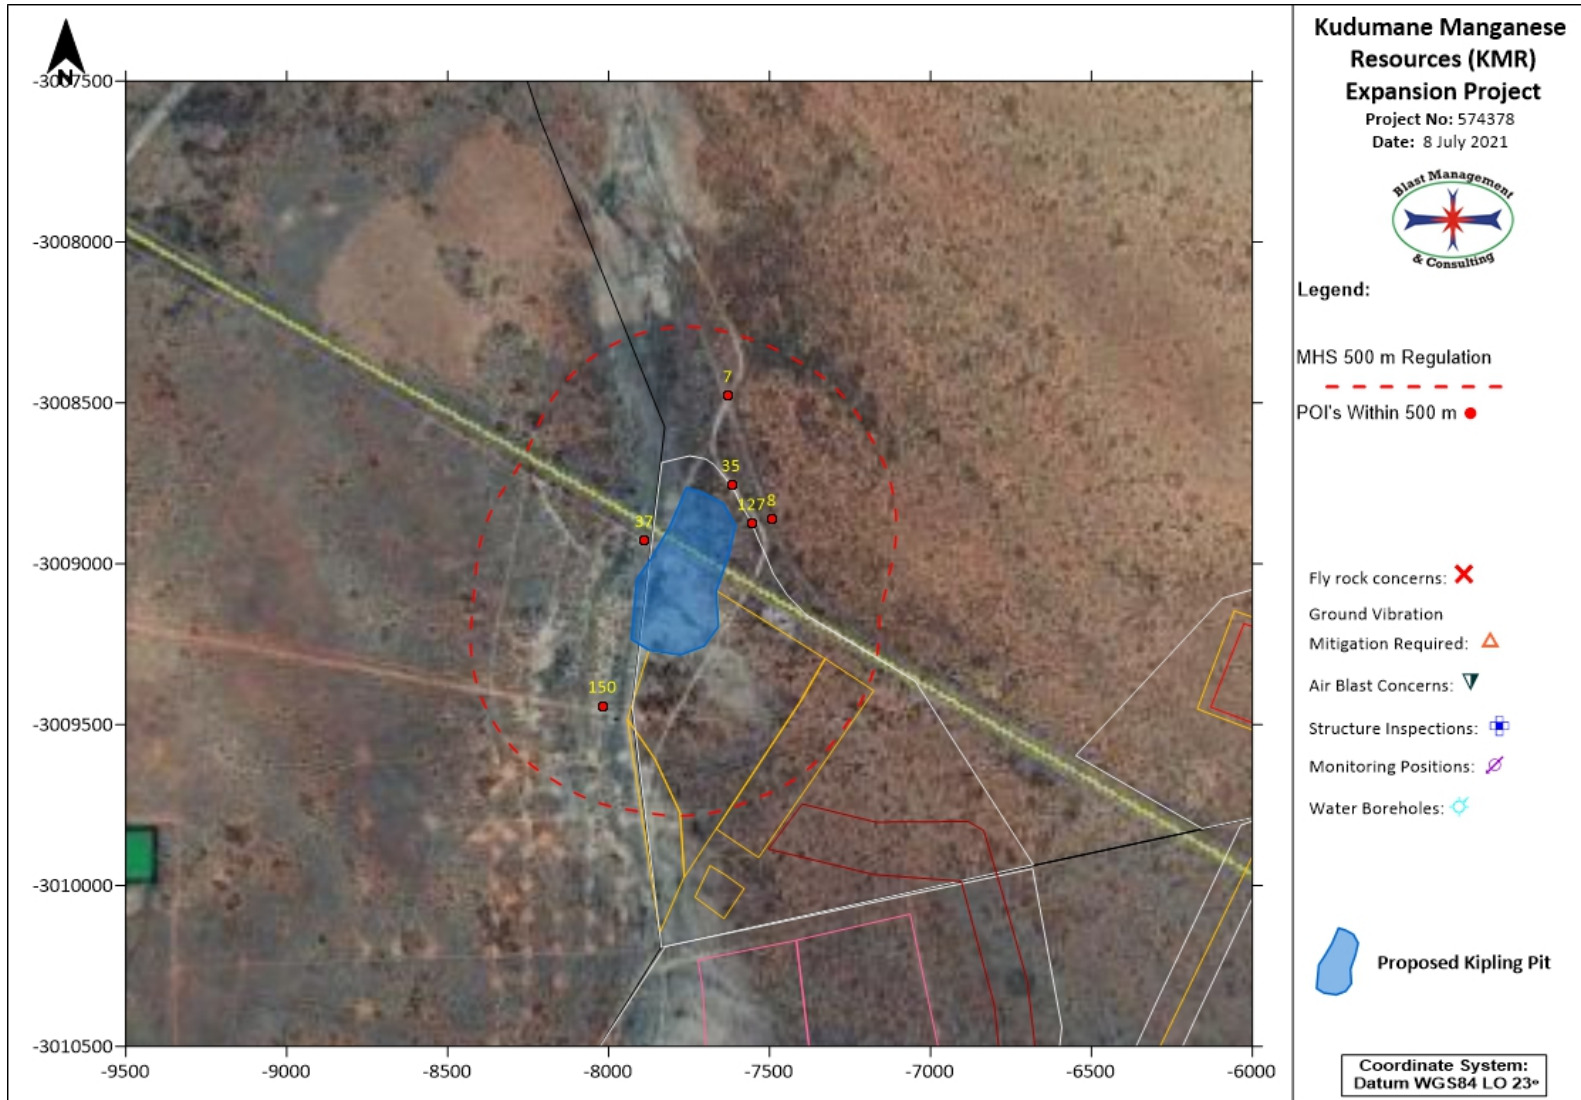 Kudumane Manganese
Resources (KMR)
Expansion Project
Project No: 574378
Date: 8 July 2021
Blast Management
& Consulting
Legend:
MHS 500 m Regulation
POI's Within 500 m
Fly rock concerns:
Ground Vibration
Mitigation Required:
Air Blast Concerns:
Structure Inspections:
Monitoring Positions:
Water Boreholes:
Proposed Kipling Pit
Coordinate System:
Datum WGS84 LO 23°
N
-3007500
-3008000
-3008500
-3009000
-3009500
-3010000
-3010500
-9500 -9000 -8500 -8000 -7500 -7000 -6500 -6000
7
35
127 8
37
150